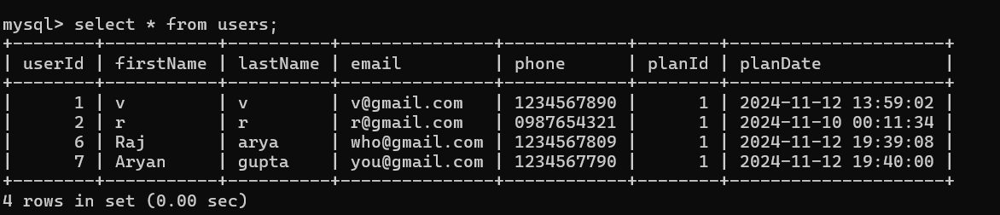 mysql> select * from users;
+--------+-----------+----------+---------------+------------+--------+---------------------+
| userId | firstName | lastName | email         | phone      | planId | planDate            |
+--------+-----------+----------+---------------+------------+--------+---------------------+
|      1 | v         | v        | v@gmail.com   | 1234567890 |      1 | 2024-11-12 13:59:02 |
|      2 | r         | r        | r@gmail.com   | 0987654321 |      1 | 2024-11-10 00:11:34 |
|      6 | Raj       | arya     | who@gmail.com | 1234567809 |      1 | 2024-11-12 19:39:08 |
|      7 | Aryan     | gupta    | you@gmail.com | 1234567790 |      1 | 2024-11-12 19:40:00 |
+--------+-----------+----------+---------------+------------+--------+---------------------+
4 rows in set (0.00 sec)